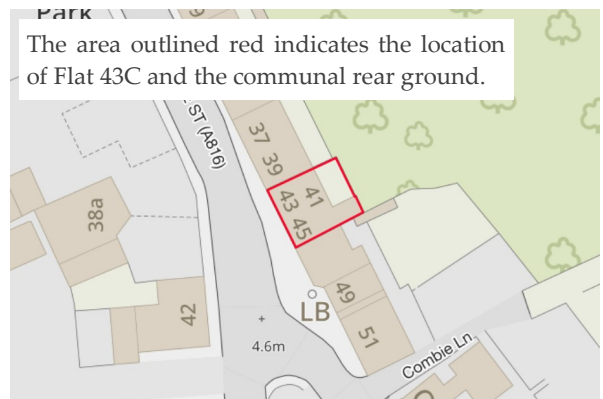 Park
The area outlined red indicates the location
of Flat 43C and the communal rear ground.
ST (A816)
37
39
41
43
45
38a
42
49
LB
51
4.6m
Combie Ln